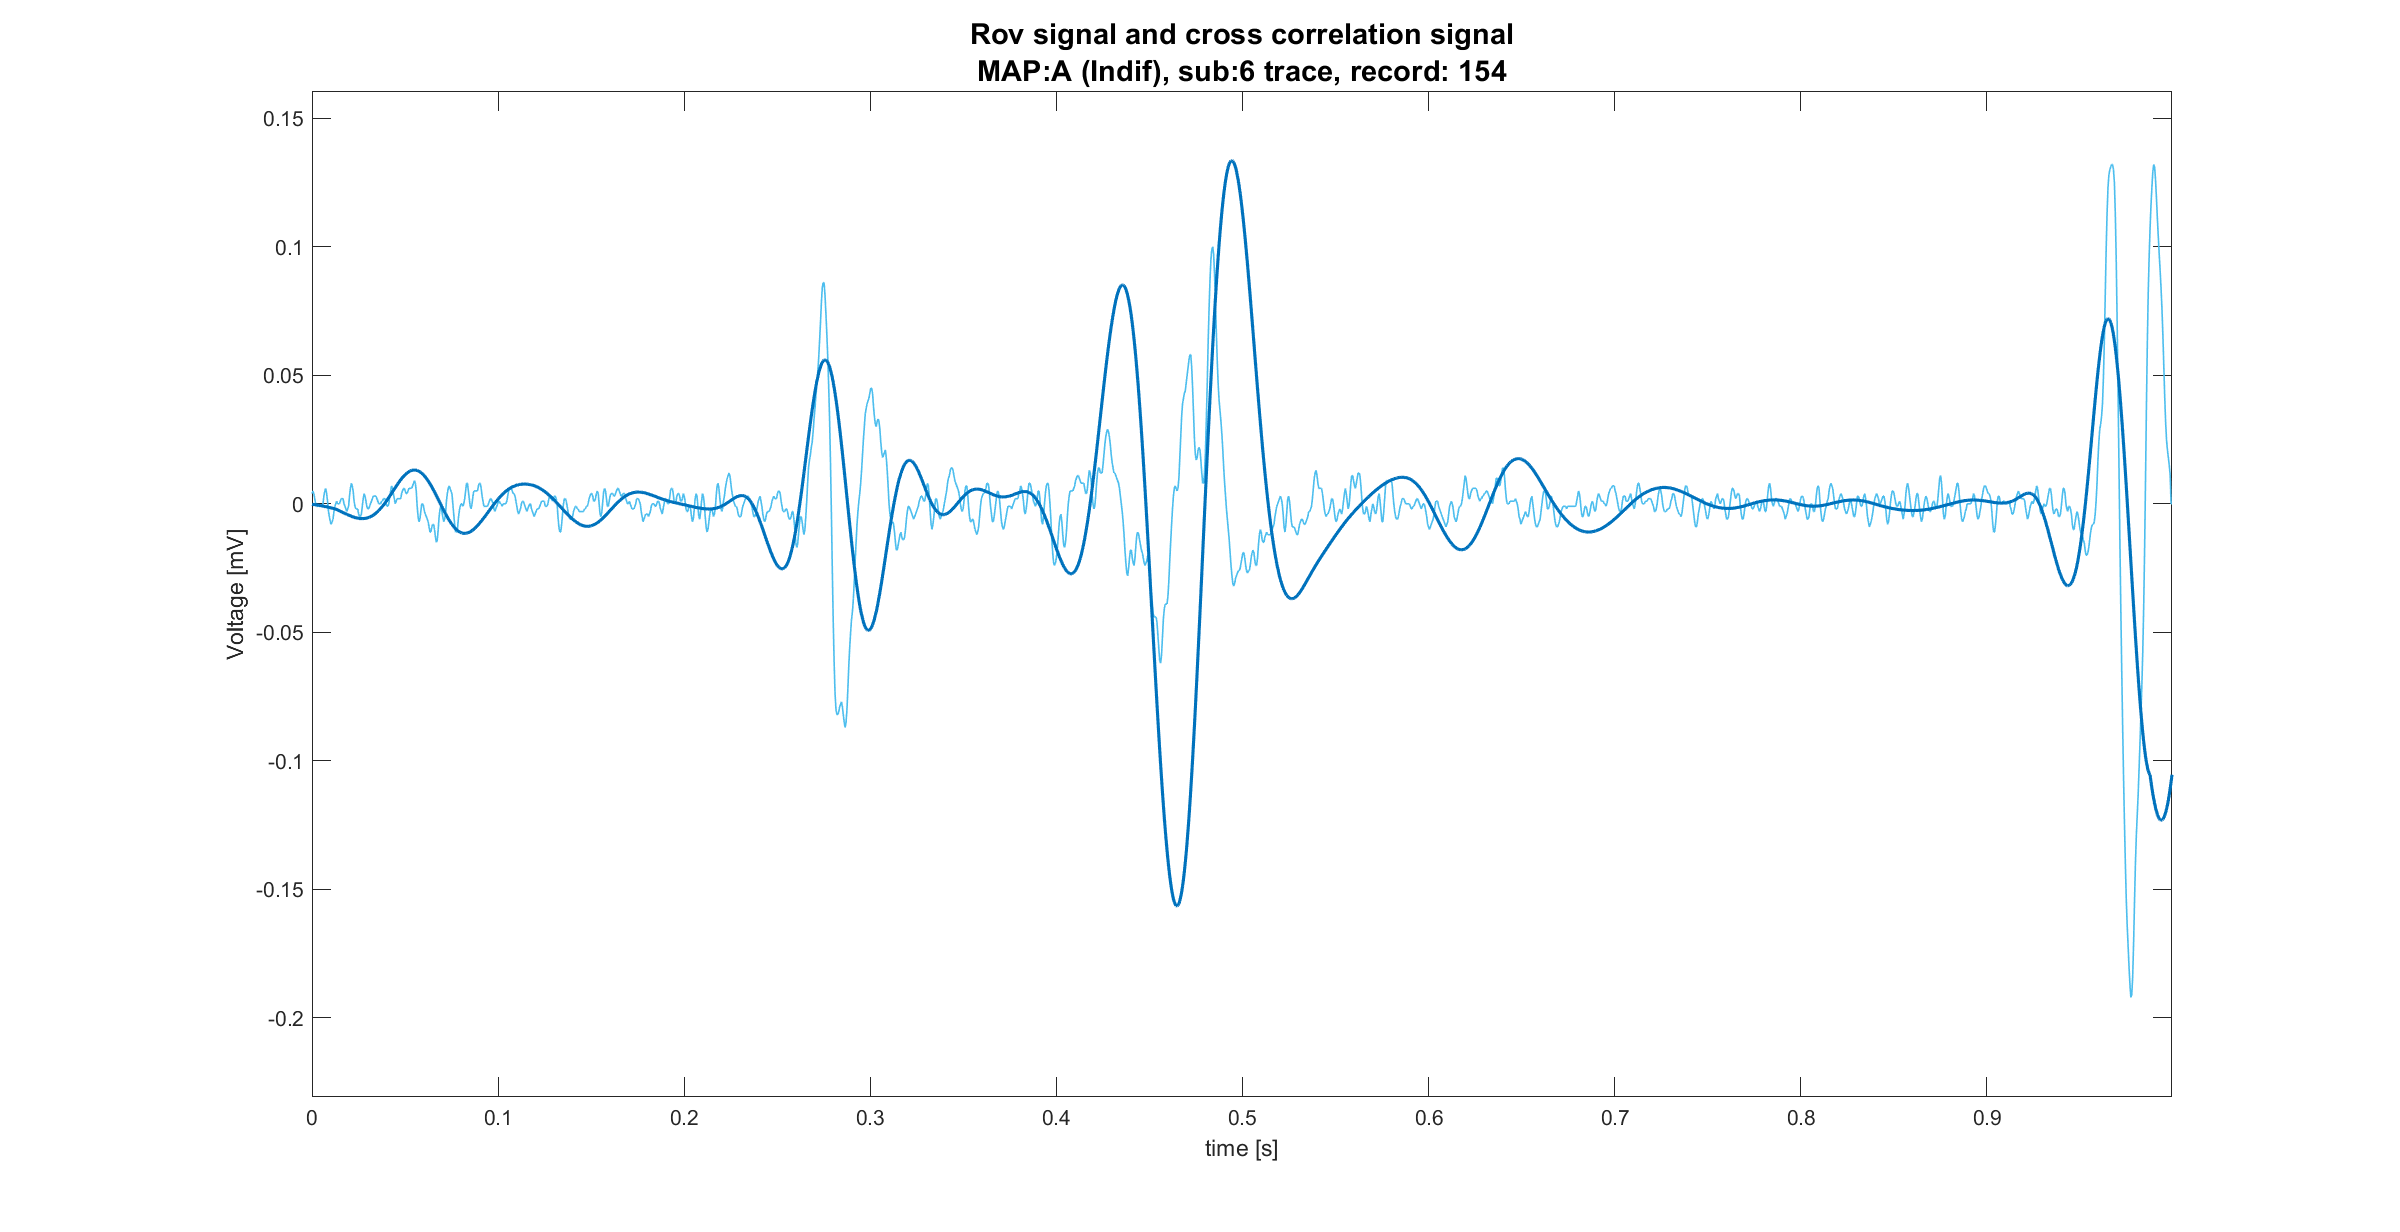 Rov signal and cross correlation signal
MAP:A (Indif), sub:6 trace, record: 154
0.15
0.1
0.05
0
-0.05
-0.1
-0.15
-0.2
Voltage [mV]
0 0.1 0.2 0.3 0.4 0.5 0.6 0.7 0.8 0.9
time [s]